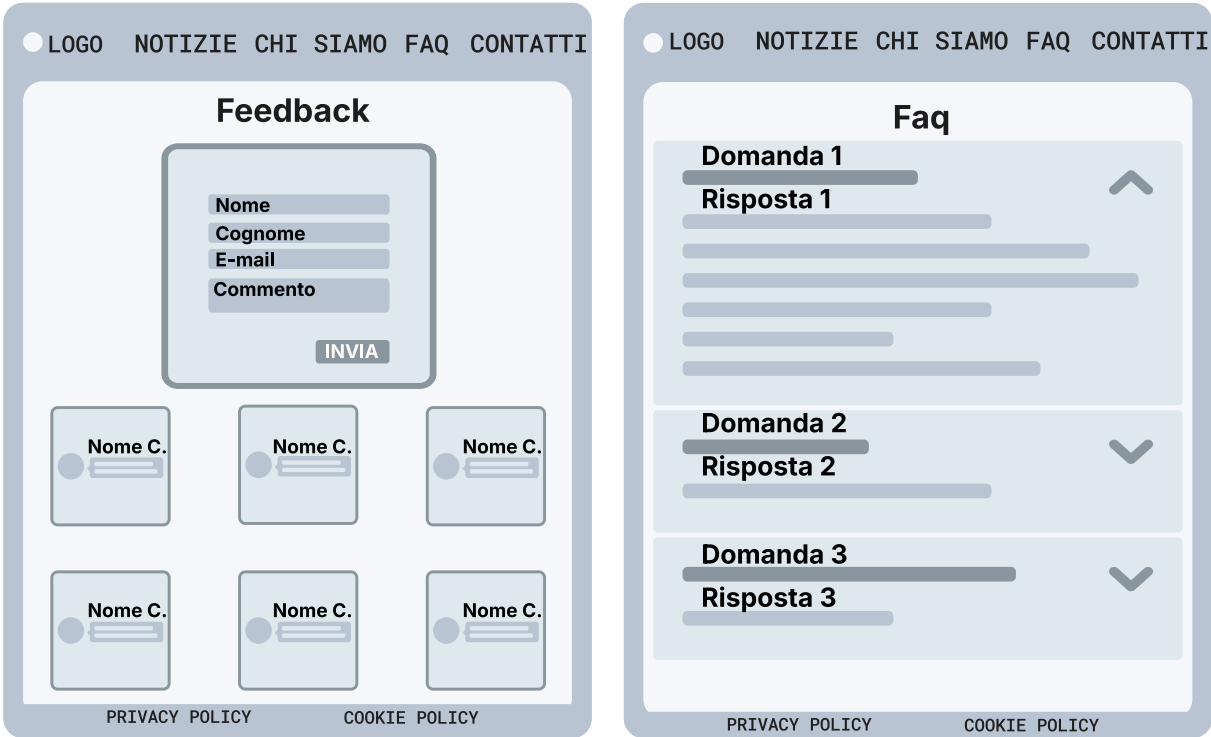 LOGO NOTIZIE CHI SIAMO FAQ CONTATTI
Feedback
Nome
Cognome
E-mail
Commento
INVIA
Nome C. Nome C. Nome C.
Nome C. Nome C. Nome C.
PRIVACY POLICY COOKIE POLICY
LOGO NOTIZIE CHI SIAMO FAQ CONTATTI
Faq
Domanda 1
Risposta 1
Domanda 2
Risposta 2
Domanda 3
Risposta 3
PRIVACY POLICY COOKIE POLICY